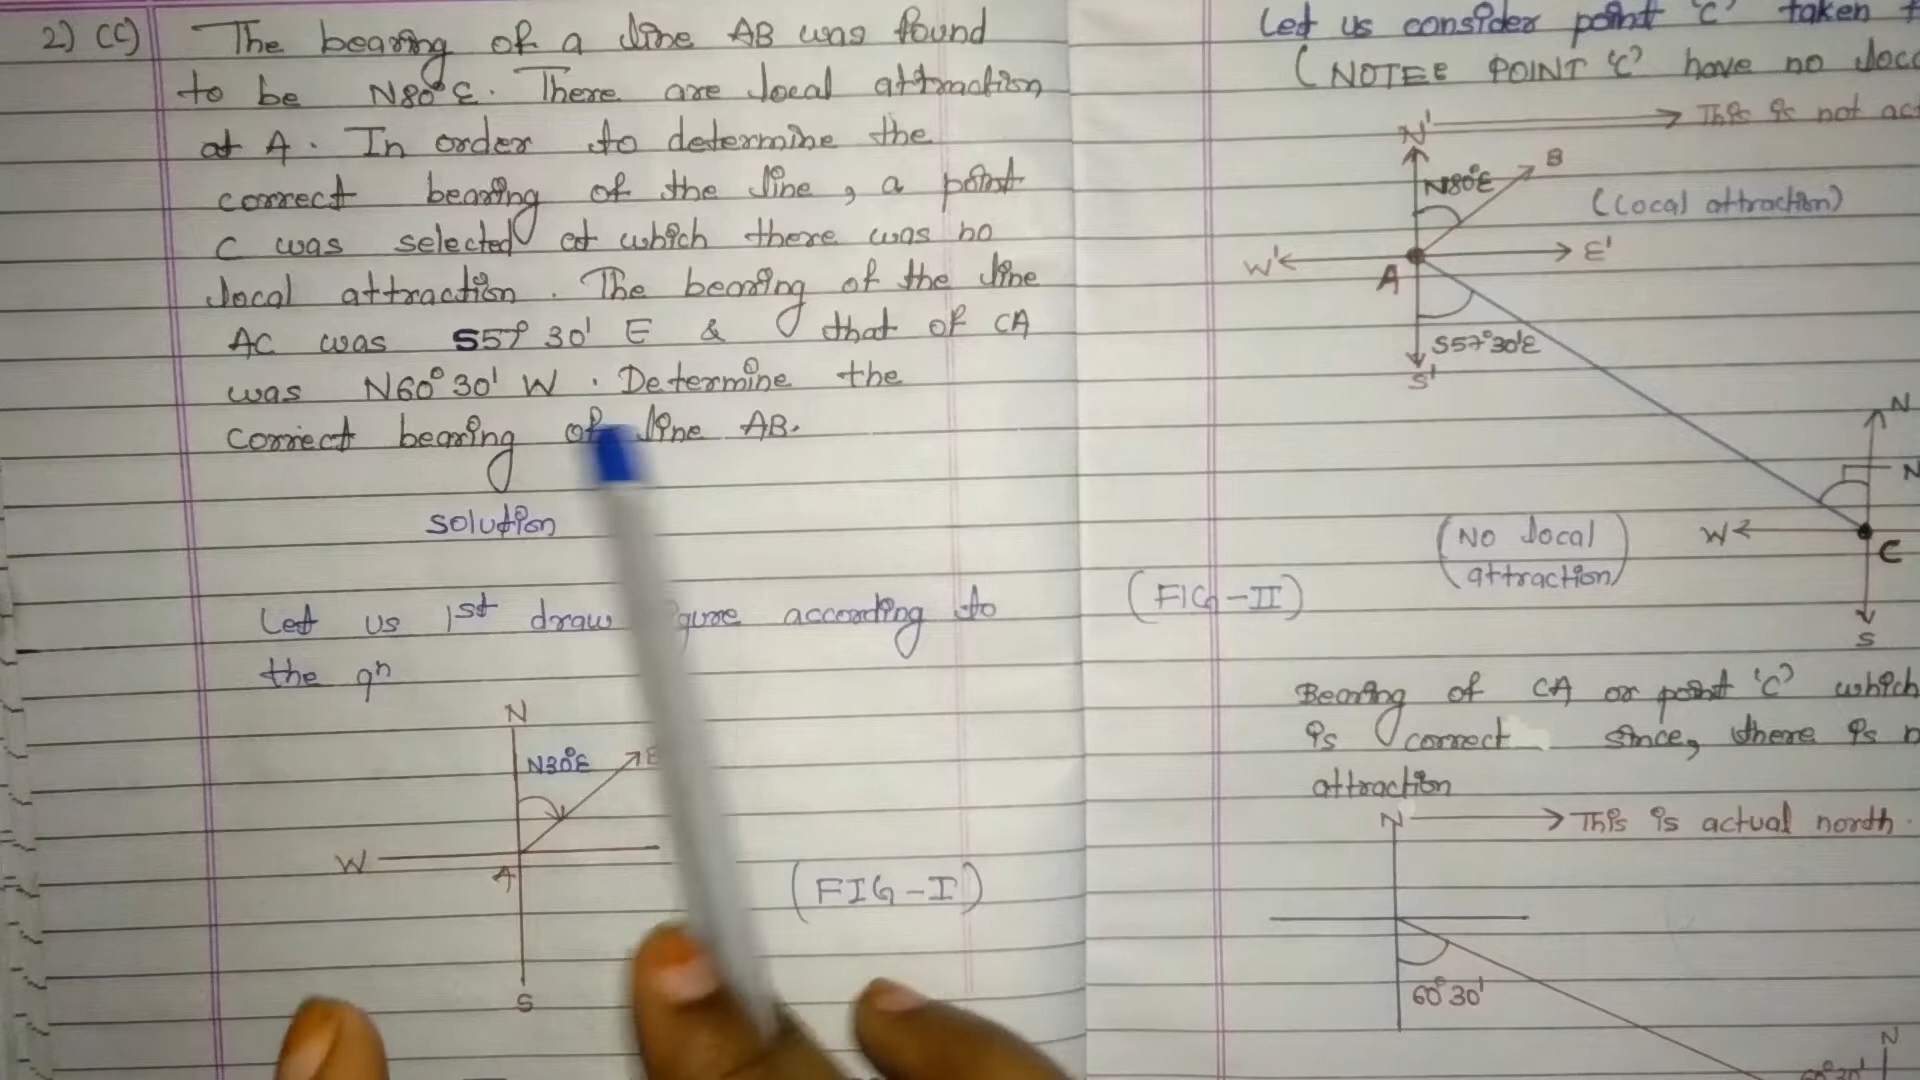 2) (C) The bearing of a line AB was found
to be N80°E. There are local attraction
at A. In order to determine the
correct bearing of the line, a point
C was selected at which there was no
local attraction. The bearing of the line
AC was S57° 30' E & that of CA
was N60° 30' W. Determine the
correct bearing of line AB.
solution
Let us 1st draw according to
the qn
N
N30°E
W
A
(FIG-I)
S
Let us consider point 'C' taken
(NOTEE POINT 'C' have no
N' This is not
B
N80°E
(Local attraction)
W' E'
A
S57°30'E
S'
N
N
(No local
attraction)
W
C
(FIG-II)
S
Bearing of CA or point 'C' which
is correct since, there is
attraction
N This is actual north.
60° 30'
N